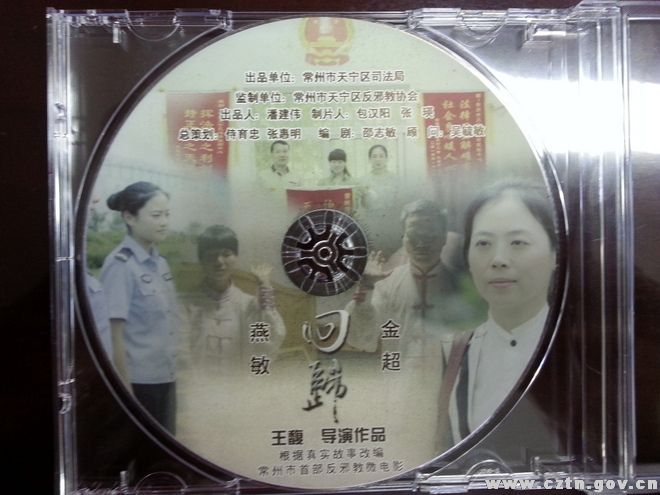 出品单位：常州市天宁区司法局
监制单位：常州市天宁区反邪教协会
出品人：潘建伟 制片人：包汉阳 张 瑛
总策划：侍育忠 张惠明 编 剧：邵志敏 顾 问：吴毓敏
燕敏
回归
金超
王馥 导演作品
根据真实故事改编
常州市首部反邪教微电影
www.cztn.gov.cn